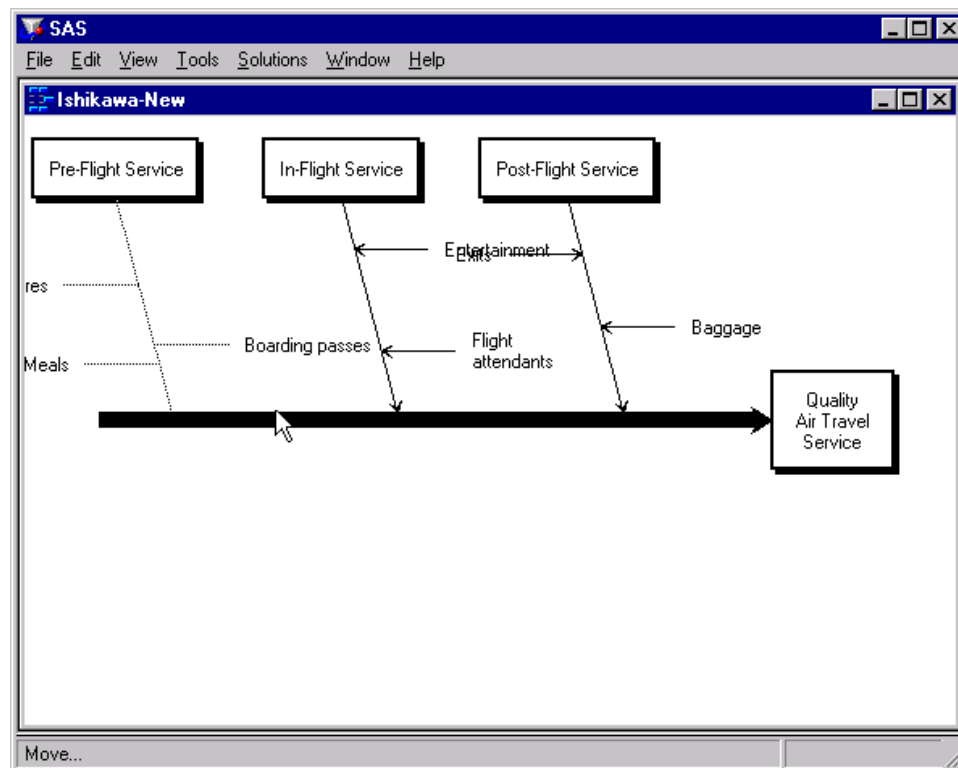 SAS
File Edit View Tools Solutions Window Help
Ishikawa-New
Pre-Flight Service
In-Flight Service
Post-Flight Service
Entertainment
Exits
res
Boarding passes
Meals
Flight
attendants
Baggage
Quality
Air Travel
Service
Move...